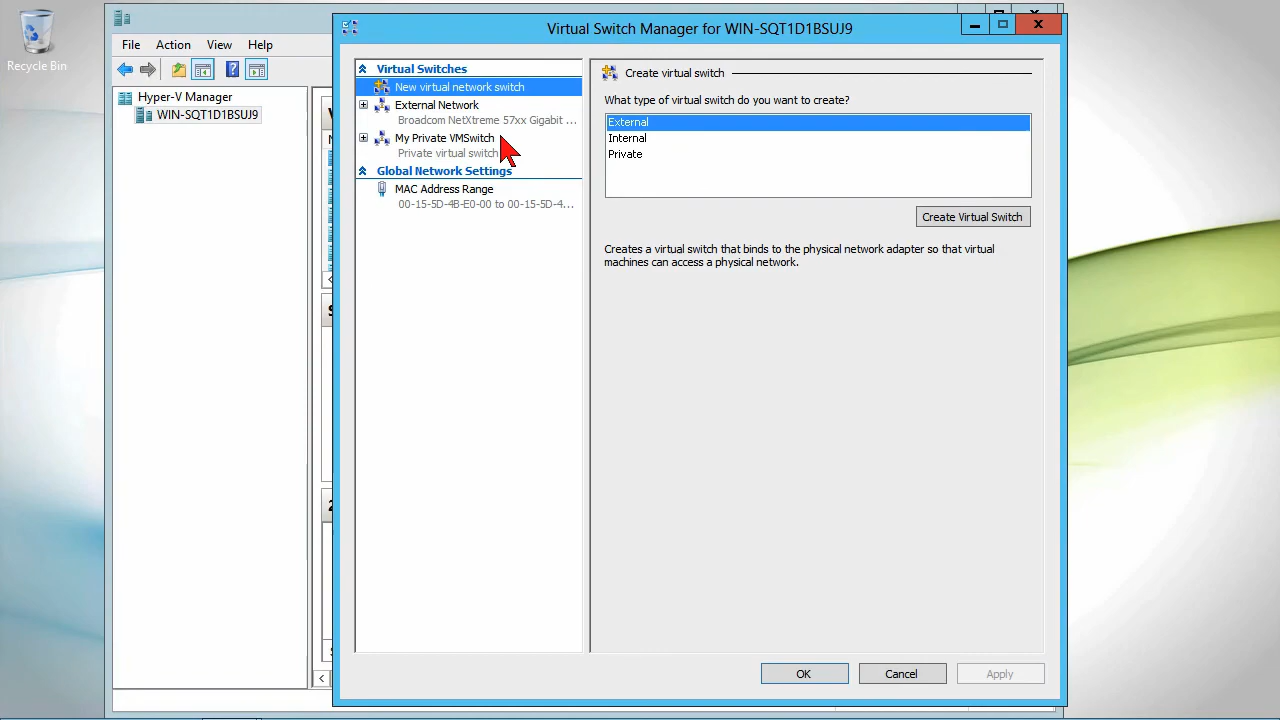 Recycle Bin
File Action View Help
Hyper-V Manager
WIN-SQT1D1BSUJ9
Virtual Switch Manager for WIN-SQT1D1BSUJ9
Virtual Switches
New virtual network switch
External Network
Broadcom NetXtreme 57xx Gigabit ...
My Private VMSwitch
Private virtual switch
Global Network Settings
MAC Address Range
00-15-5D-4B-E0-00 to 00-15-5D-4...
Create virtual switch
What type of virtual switch do you want to create?
External
Internal
Private
Create Virtual Switch
Creates a virtual switch that binds to the physical network adapter so that virtual
machines can access a physical network.
OK
Cancel
Apply